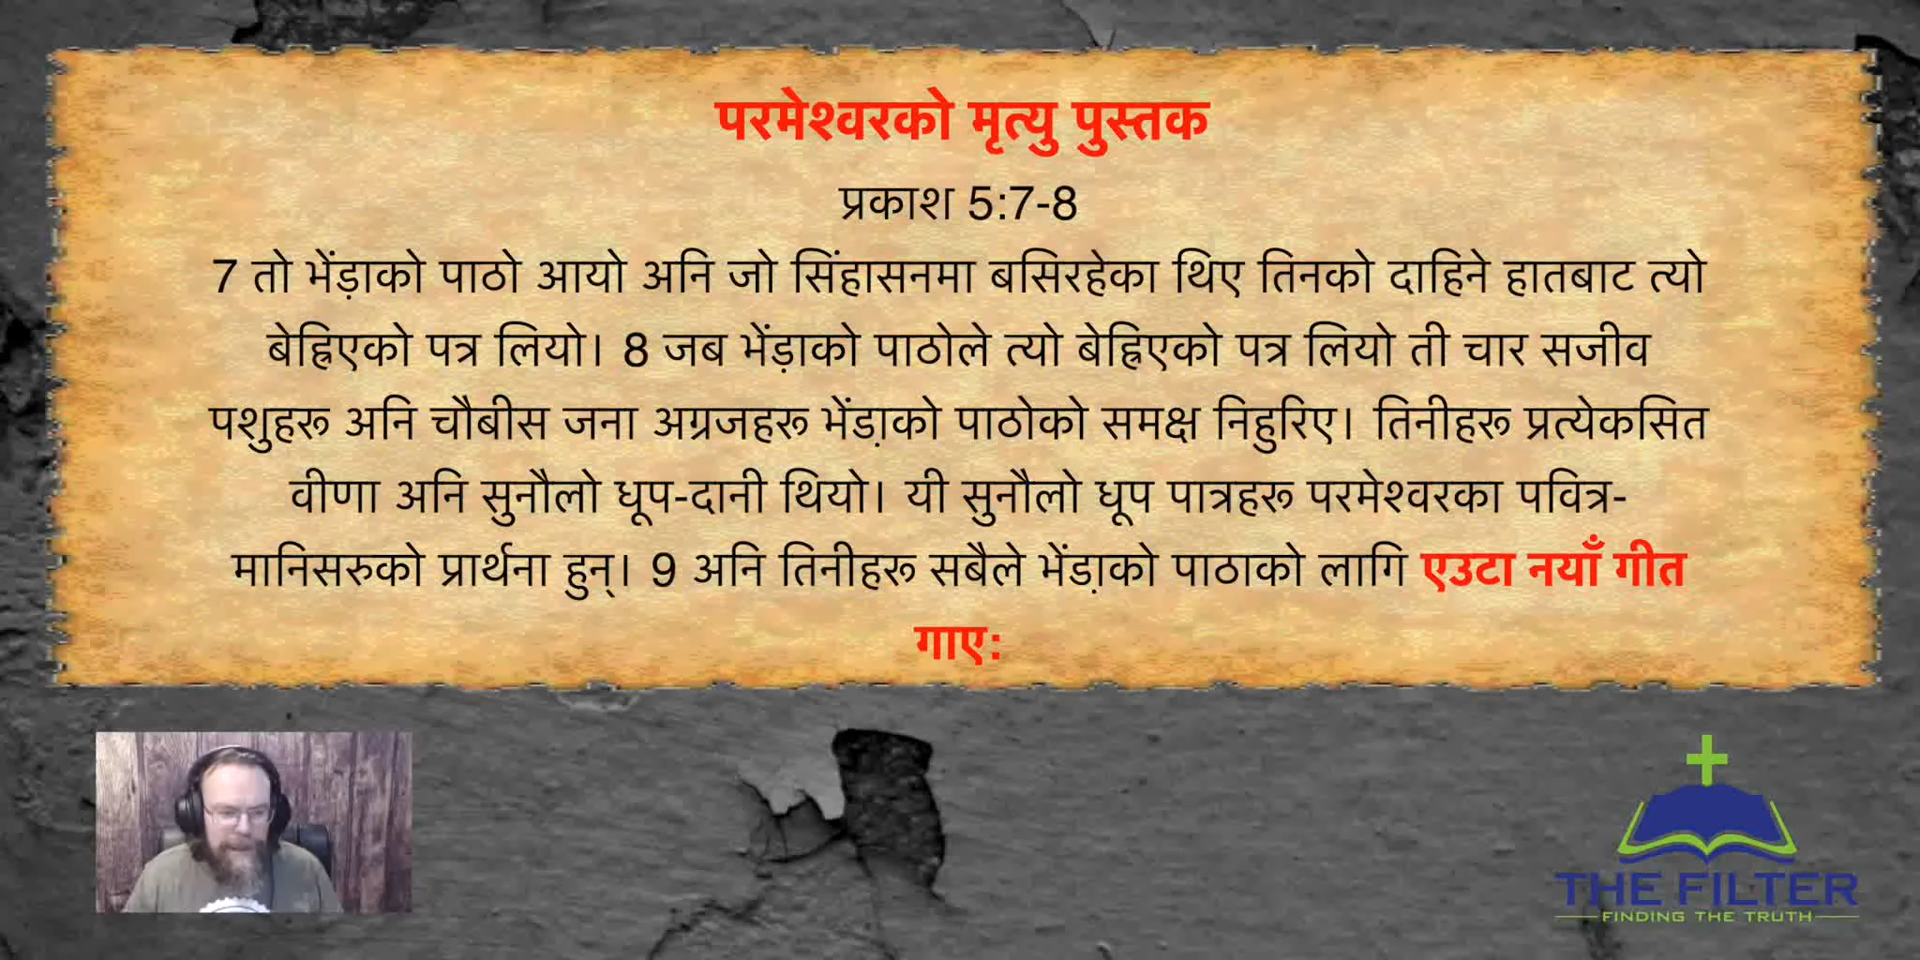 परमेश्वरको मृत्यु पुस्तक
प्रकाश 5:7-8
7 तो भेंड़ाको पाठो आयो अनि जो सिंहासनमा बसिरहेका थिए तिनको दाहिने हातबाट त्यो
बेह्रिएको पत्र लियो। 8 जब भेंड़ाको पाठोले त्यो बेह्रिएको पत्र लियो ती चार सजीव
पशुहरू अनि चौबीस जना अग्रजहरू भेंडा़को पाठोको समक्ष निहुरिए। तिनीहरू प्रत्येकसित
वीणा अनि सुनौलो धूप-दानी थियो। यी सुनौलो धूप पात्रहरू परमेश्वरका पवित्र-
मानिसरुको प्रार्थना हुन्। 9 अनि तिनीहरू सबैले भेंडा़को पाठाको लागि एउटा नयाँ गीत
गाए:
THE FILTER
FINDING THE TRUTH